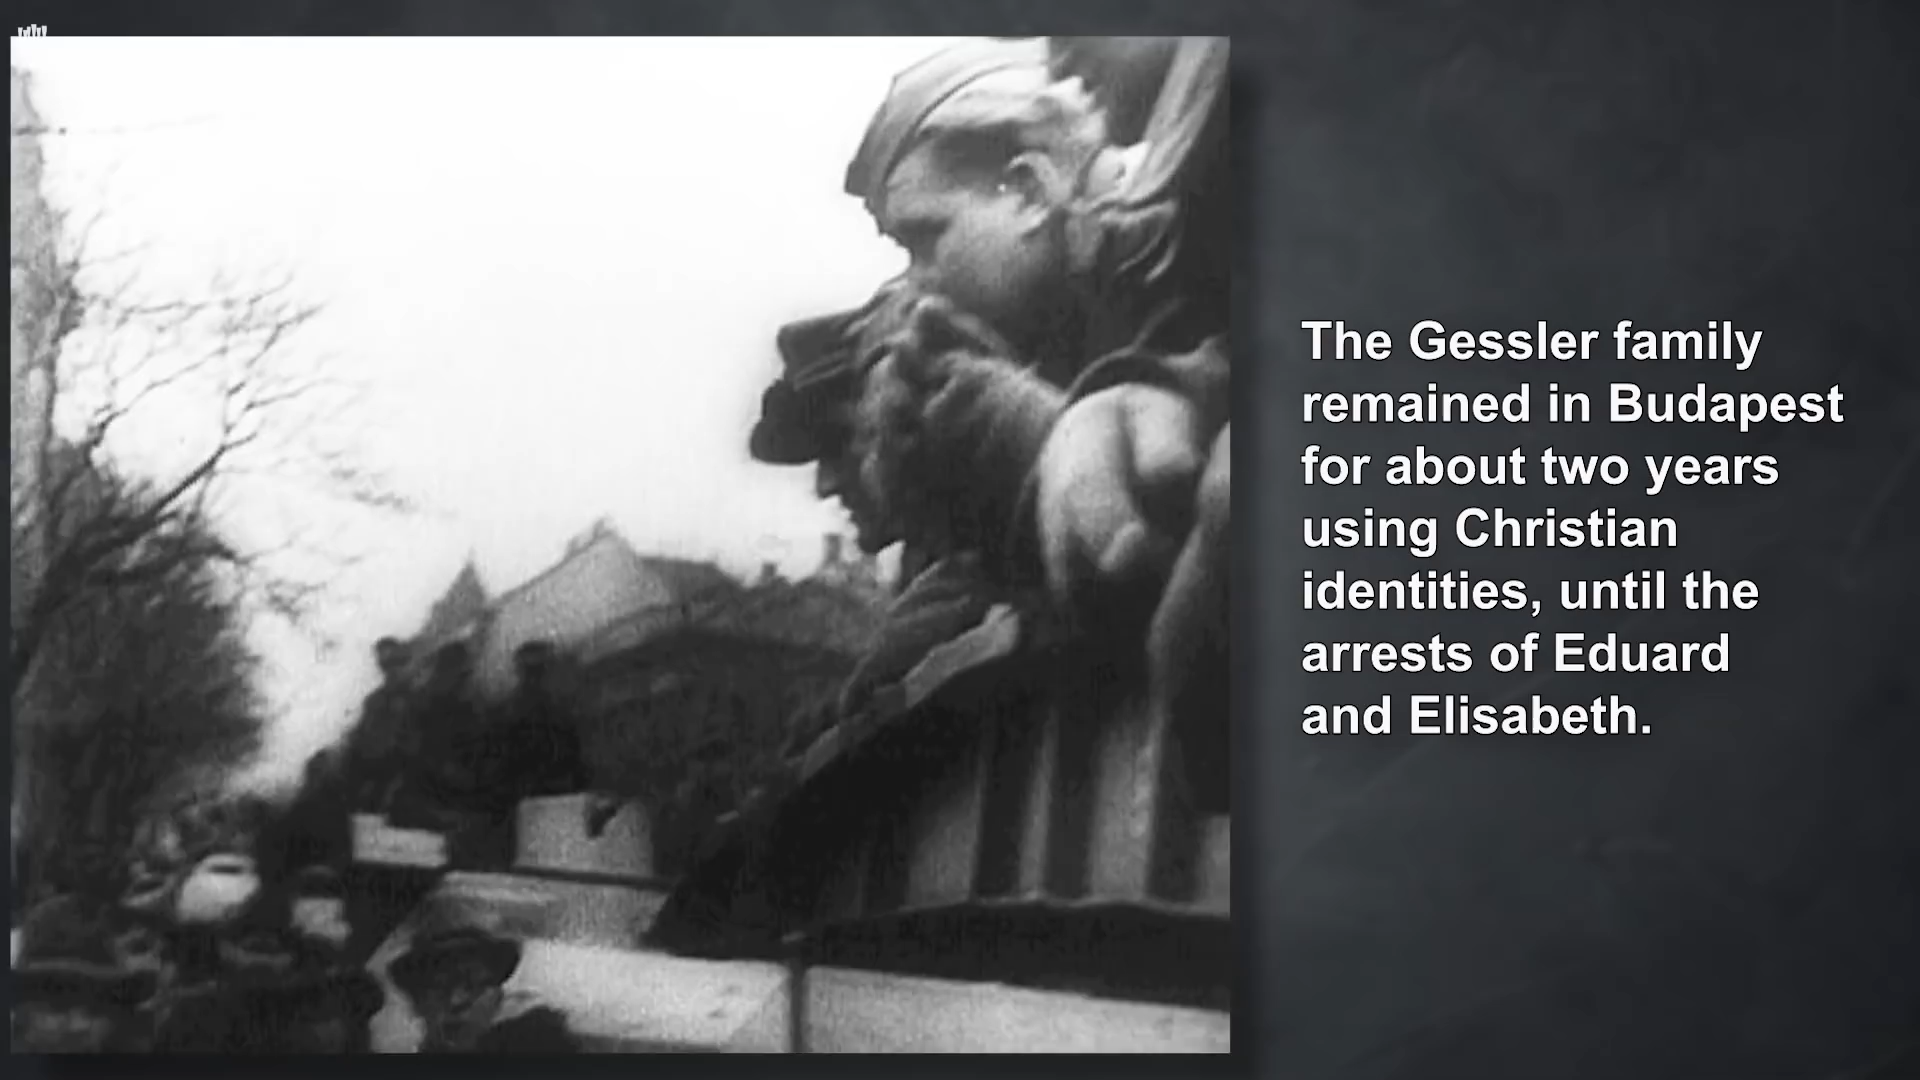 The Gessler family
remained in Budapest
for about two years
using Christian
identities, until the
arrests of Eduard
and Elisabeth.